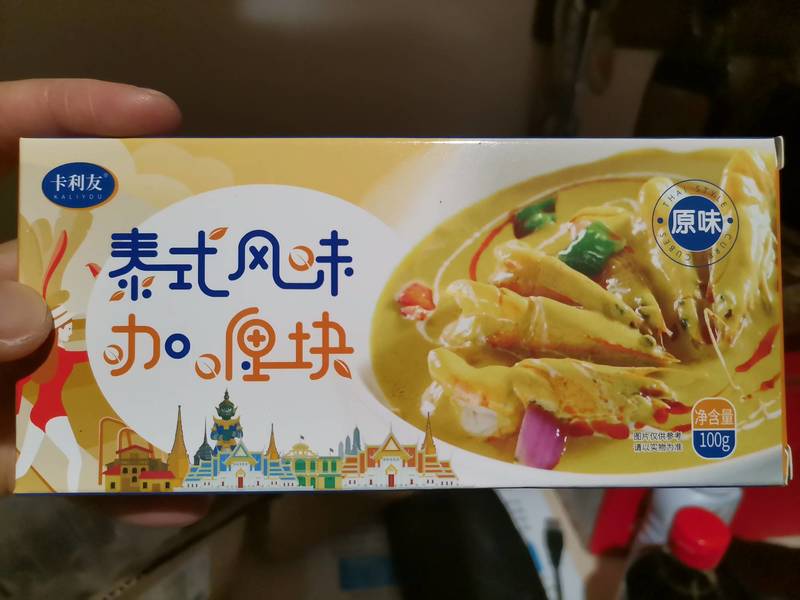 卡利友®
KALIYOU
泰式风味
咖喱块
THAI STYLE
原味
CURRY CUBES
图片仅供参考
请以实物为准
净含量
100g